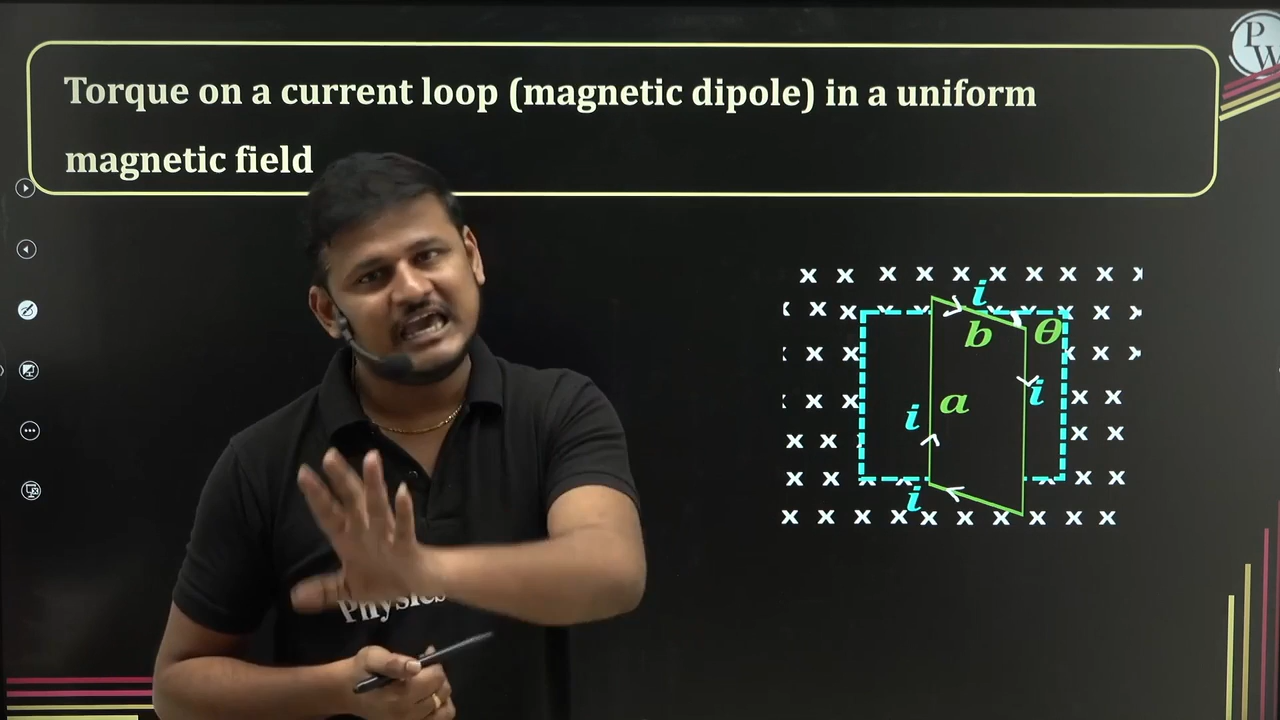 Torque on a current loop (magnetic dipole) in a uniform
magnetic field
P
W
x x x x x x x x x x
x x x i x x x
b θ
x x x x x
i
a
x x x x
i
x x x x
x x x x x x x
i
x x x x x x x x x x
Physics